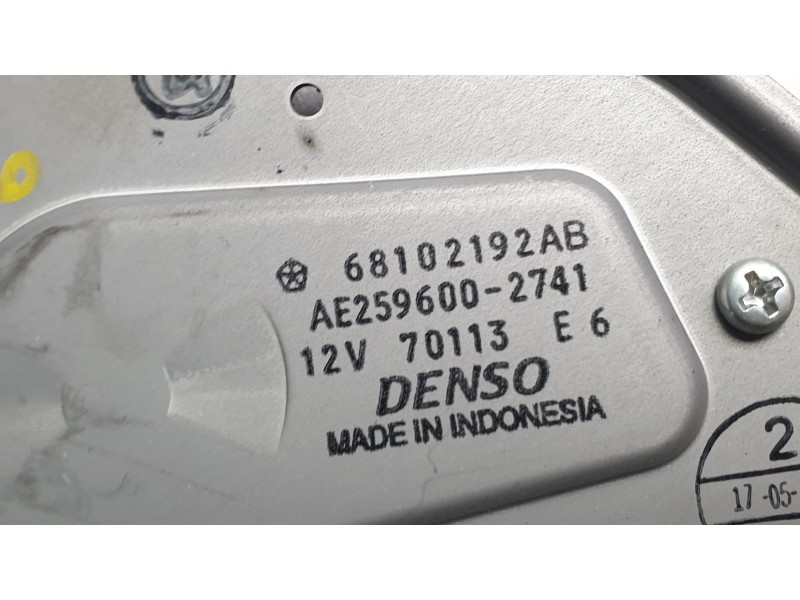 68102192AB
AE259600-2741
12V 70113 E 6
DENSO
MADE IN INDONESIA
2
17-05-